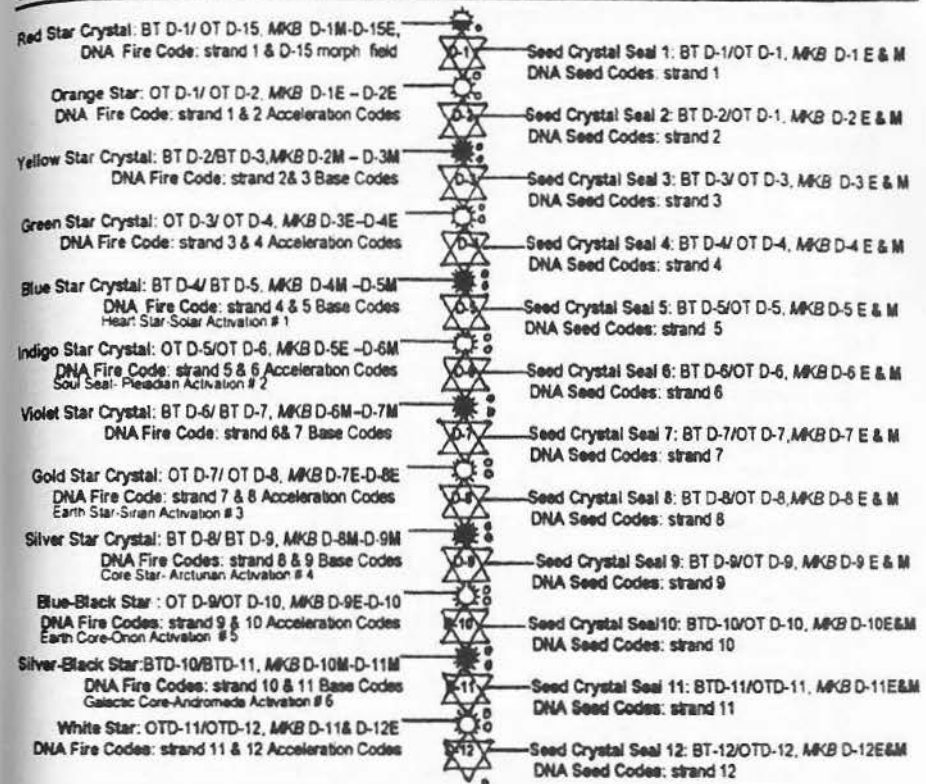 Red Star Crystal: BT D-1/ OT D-15, MKB D-1M-D-15E,
DNA Fire Code: strand 1 & D-15 morph field
D-1
Seed Crystal Seal 1: BT D-1/OT D-1, MKB D-1 E & M
DNA Seed Codes: strand 1
Orange Star: OT D-1/ OT D-2, MKB D-1E – D-2E
DNA Fire Code: strand 1 & 2 Acceleration Codes
D-2
Seed Crystal Seal 2: BT D-2/OT D-1, MKB D-2 E & M
DNA Seed Codes: strand 2
Yellow Star Crystal: BT D-2/BT D-3, MKB D-2M – D-3M
DNA Fire Code: strand 2& 3 Base Codes
D-3
Seed Crystal Seal 3: BT D-3/ OT D-3, MKB D-3 E & M
DNA Seed Codes: strand 3
Green Star Crystal: OT D-3/ OT D-4, MKB D-3E–D-4E
DNA Fire Code: strand 3 & 4 Acceleration Codes
D-4
Seed Crystal Seal 4: BT D-4/ OT D-4, MKB D-4 E & M
DNA Seed Codes: strand 4
Blue Star Crystal: BT D-4/ BT D-5, MKB D-4M –D-5M
DNA Fire Code: strand 4 & 5 Base Codes
Heart Star-Solar Activation # 1
D-5
Seed Crystal Seal 5: BT D-5/OT D-5, MKB D-5 E & M
DNA Seed Codes: strand 5
Indigo Star Crystal: OT D-5/OT D-6, MKB D-5E –D-6M
DNA Fire Code: strand 5 & 6 Acceleration Codes
Soul Seat- Pleiadian Activation # 2
D-6
Seed Crystal Seal 6: BT D-6/OT D-6, MKB D-6 E & M
DNA Seed Codes: strand 6
Violet Star Crystal: BT D-6/ BT D-7, MKB D-6M–D-7M
DNA Fire Code: strand 6& 7 Base Codes
D-7
Seed Crystal Seal 7: BT D-7/OT D-7, MKB D-7 E & M
DNA Seed Codes: strand 7
Gold Star Crystal: OT D-7/ OT D-8, MKB D-7E-D-8E
DNA Fire Code: strand 7 & 8 Acceleration Codes
Earth Star-Sirian Activation # 3
D-8
Seed Crystal Seal 8: BT D-8/OT D-8, MKB D-8 E & M
DNA Seed Codes: strand 8
Silver Star Crystal: BT D-8/ BT D-9, MKB D-8M-D-9M
DNA Fire Codes: strand 8 & 9 Base Codes
Core Star- Arcturian Activation # 4
D-9
Seed Crystal Seal 9: BT D-9/OT D-9, MKB D-9 E & M
DNA Seed Codes: strand 9
Blue-Black Star : OT D-9/OT D-10, MKB D-9E-D-10
DNA Fire Codes: strand 9 & 10 Acceleration Codes
Earth Core-Orion Activation # 5
D-10
Seed Crystal Seal10: BTD-10/OT D-10, MKB D-10E&M
DNA Seed Codes: strand 10
Silver-Black Star:BTD-10/BTD-11, MKB D-10M-D-11M
DNA Fire Codes: strand 10 & 11 Base Codes
Galactic Core-Andromeda Activation # 6
D-11
Seed Crystal Seal 11: BTD-11/OTD-11, MKB D-11E&M
DNA Seed Codes: strand 11
White Star: OTD-11/OTD-12, MKB D-11& D-12E
DNA Fire Codes: strand 11 & 12 Acceleration Codes
D-12
Seed Crystal Seal 12: BT-12/OTD-12, MKB D-12E&M
DNA Seed Codes: strand 12